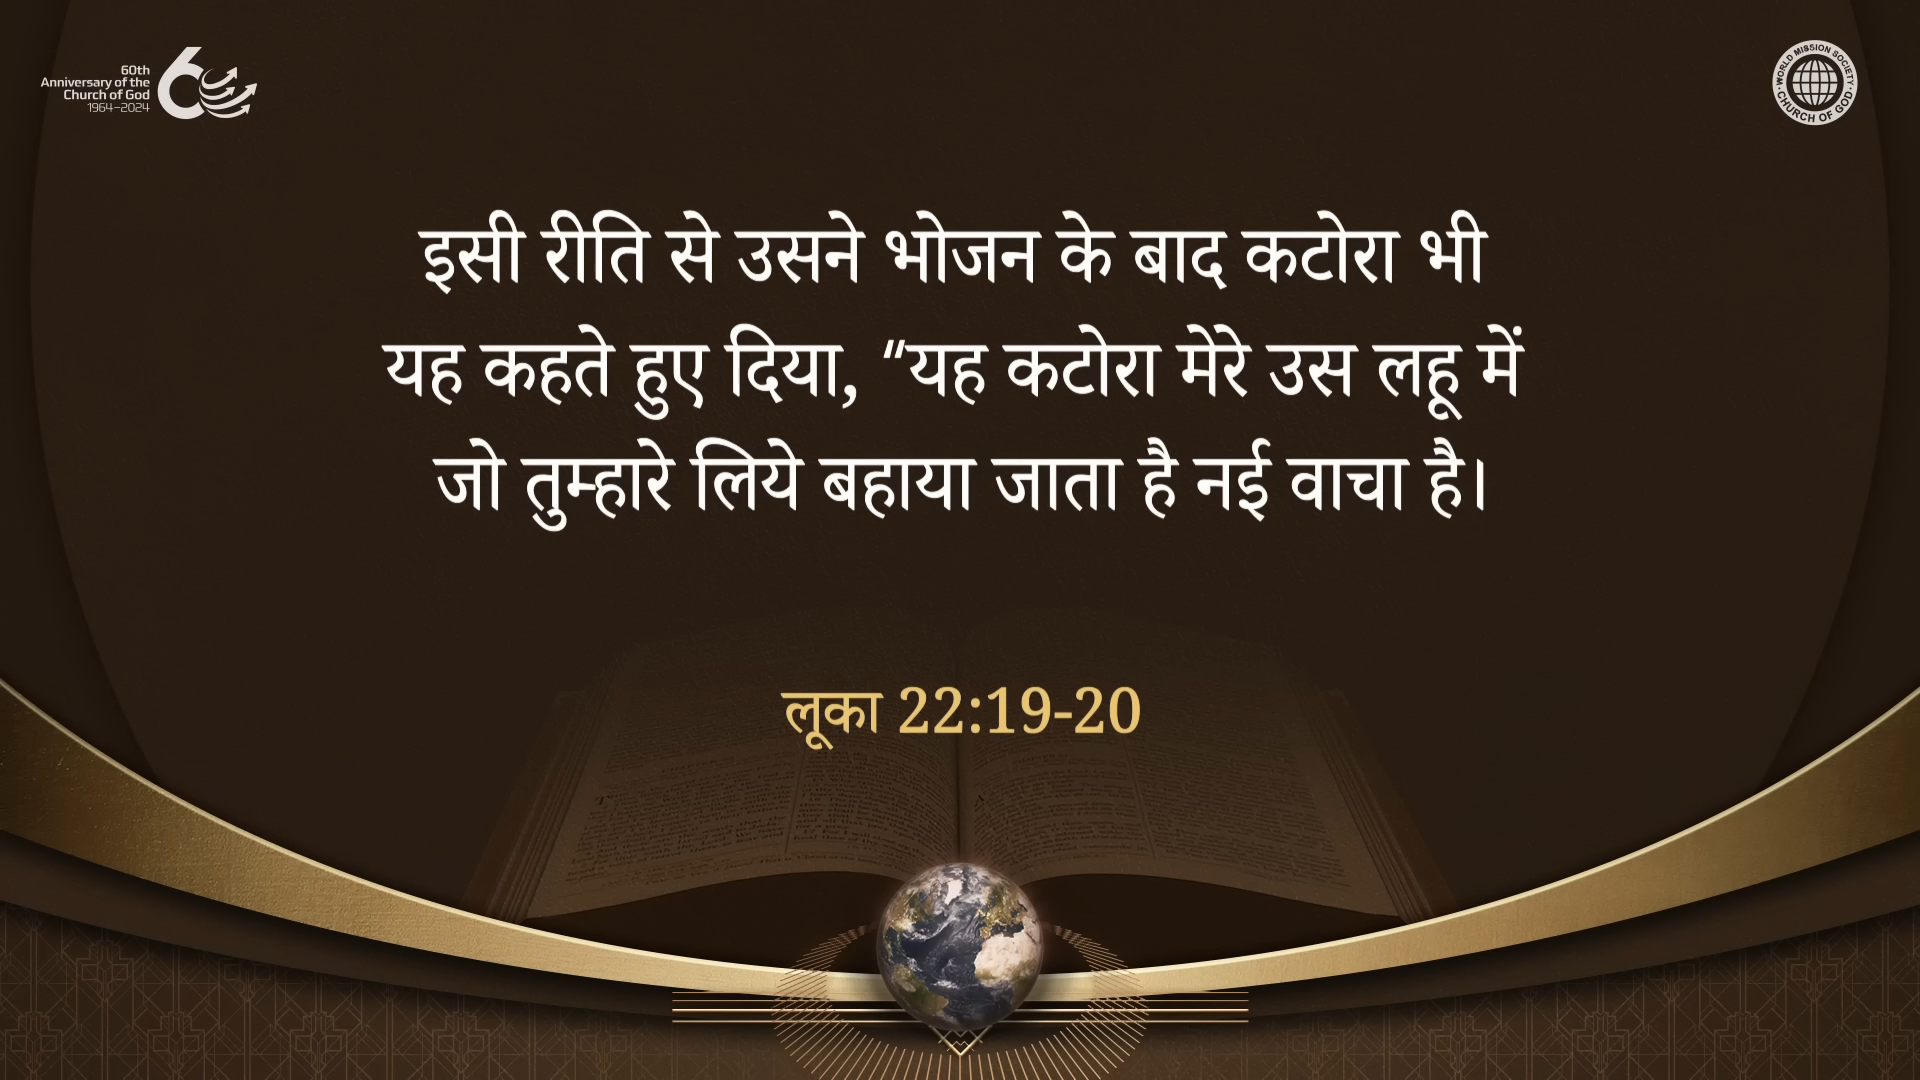 60th
Anniversary of the
Church of God
1964–2024
WORLD MISSION SOCIETY
CHURCH OF GOD
इसी रीति से उसने भोजन के बाद कटोरा भी
यह कहते हुए दिया, “यह कटोरा मेरे उस लहू में
जो तुम्हारे लिये बहाया जाता है नई वाचा है।
लूका 22:19-20